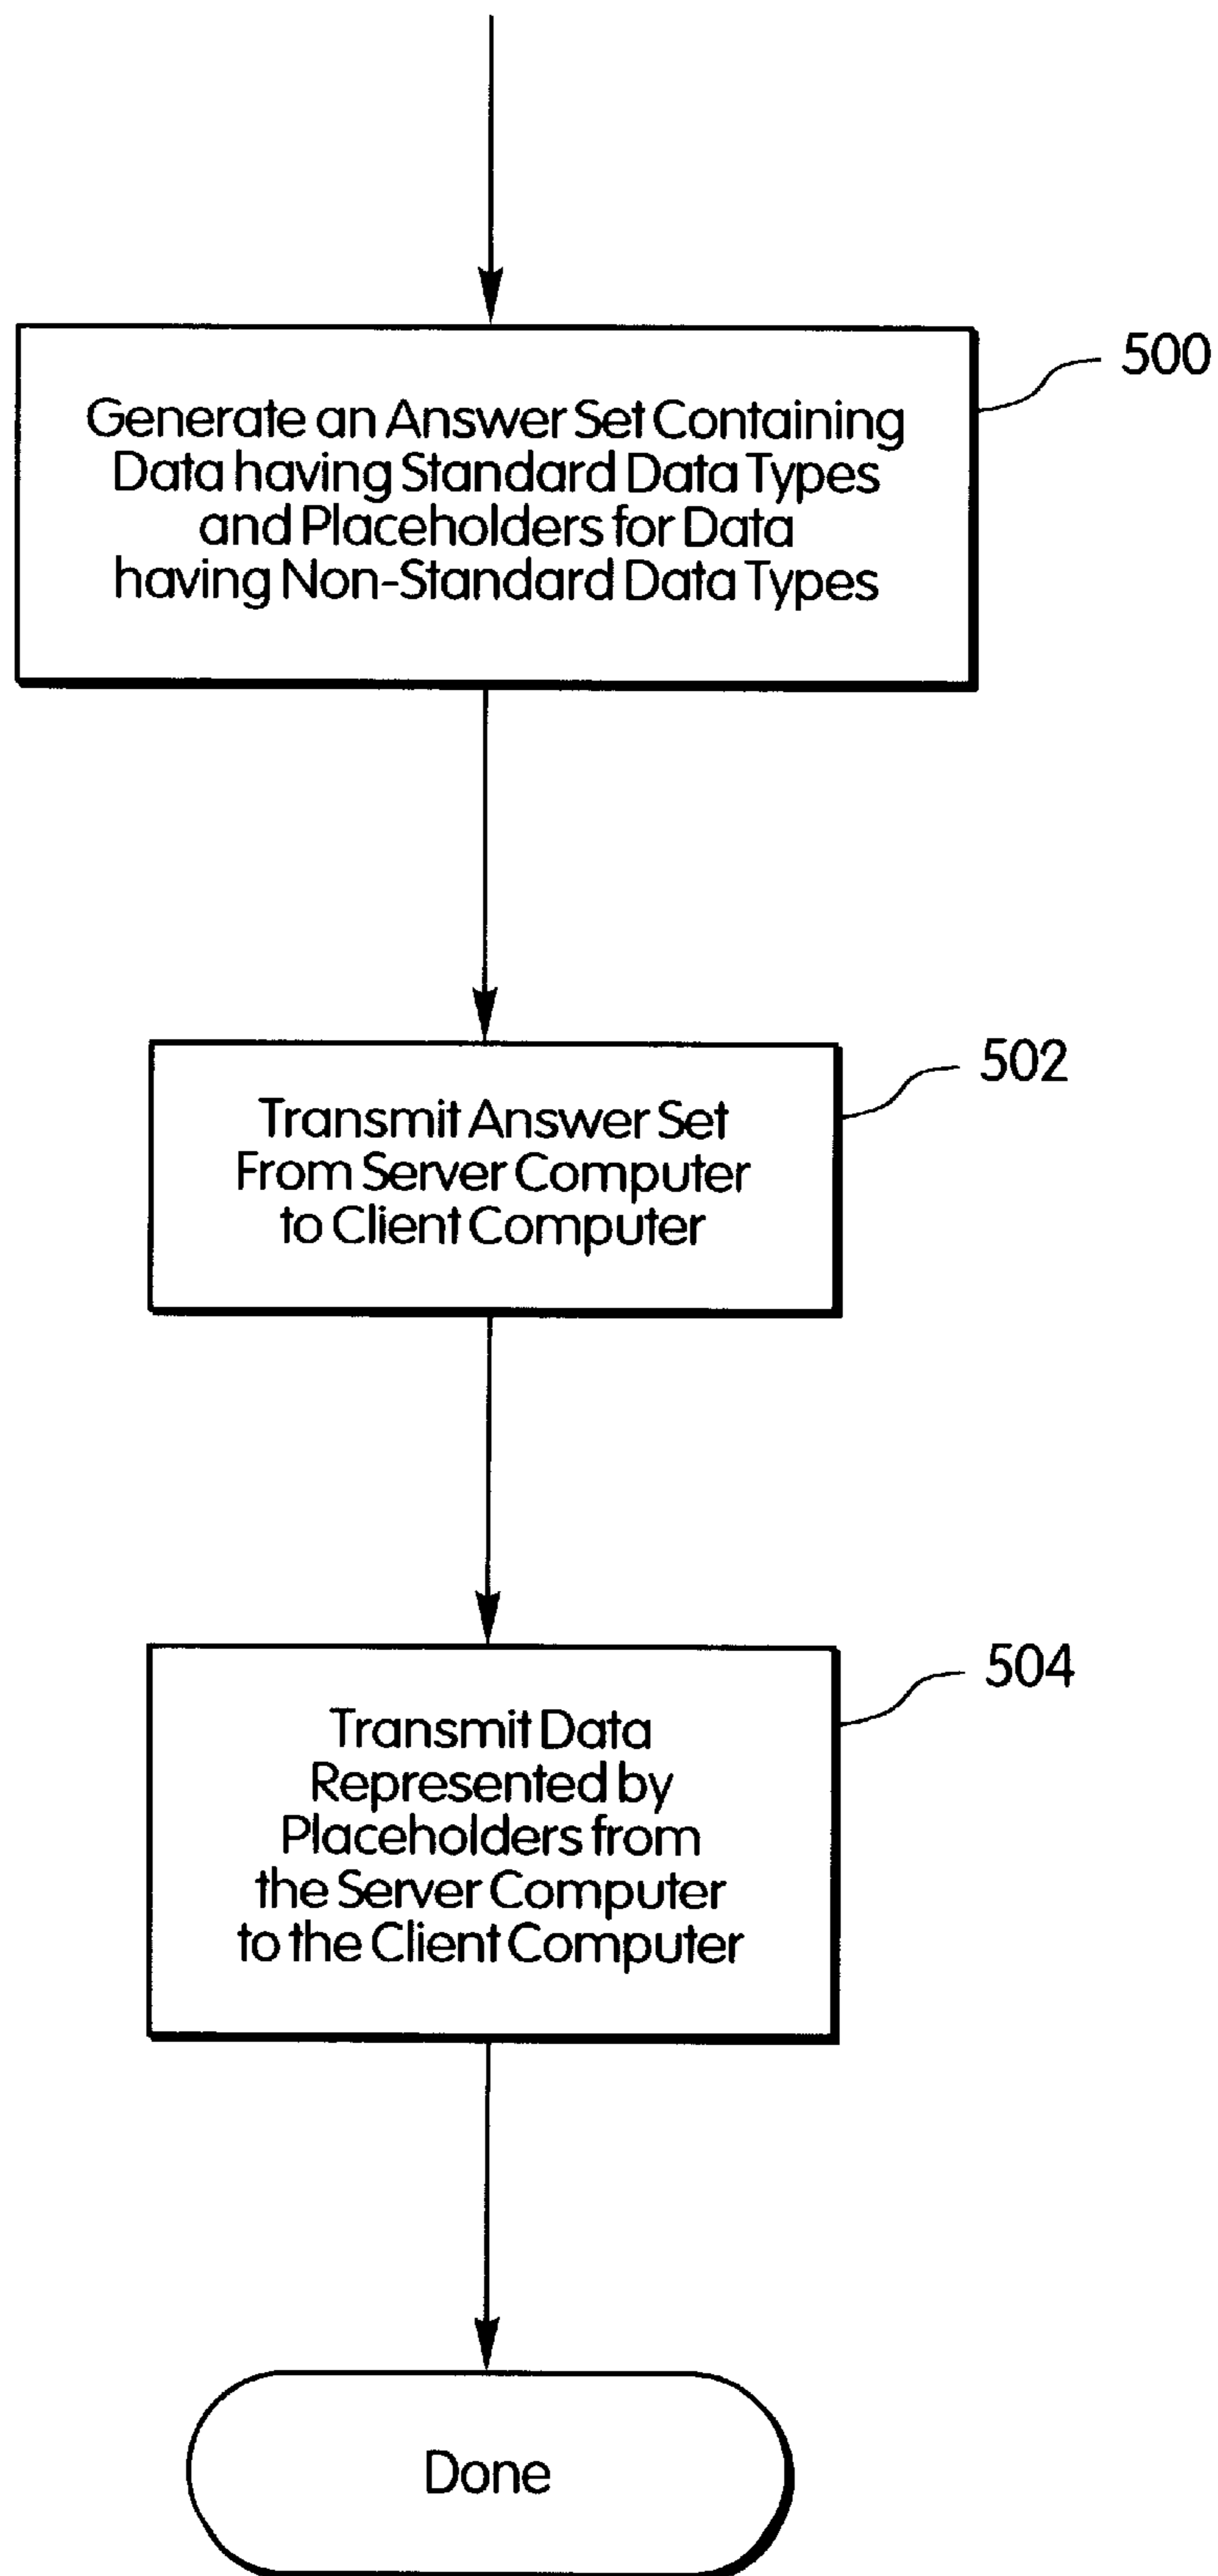 500
Generate an Answer Set Containing
Data having Standard Data Types
and Placeholders for Data
having Non-Standard Data Types
502
Transmit Answer Set
From Server Computer
to Client Computer
504
Transmit Data
Represented by
Placeholders from
the Server Computer
to the Client Computer
Done